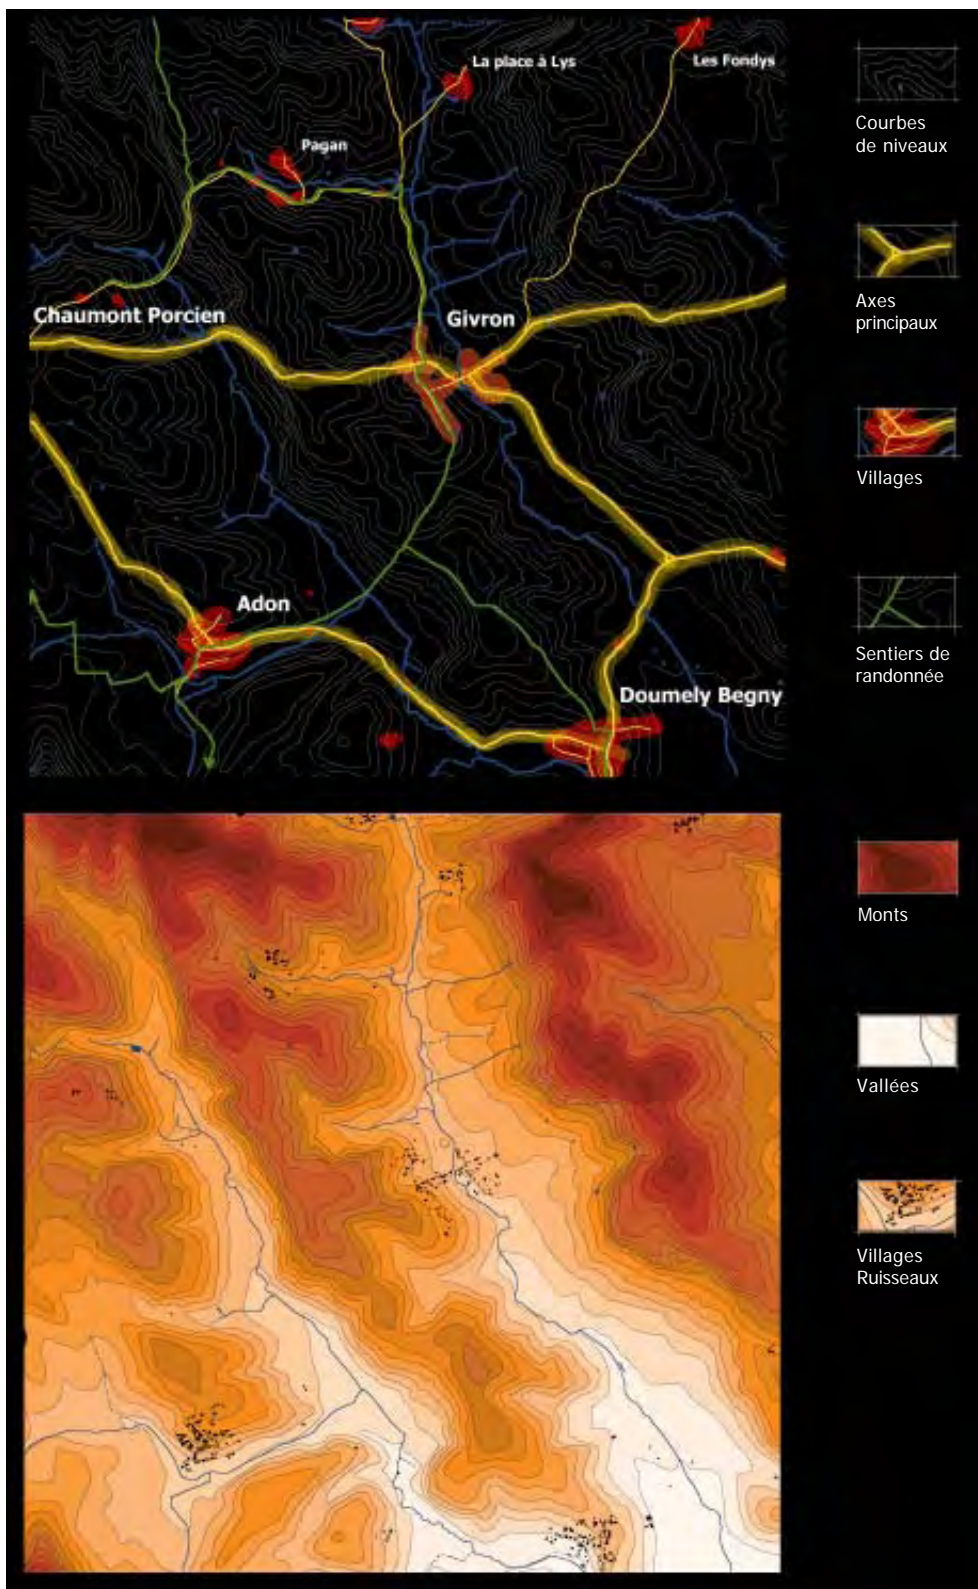 La place à Lys
Les Fondys
Pagan
Chaumont Porcien
Givron
Adon
Doumely Begny
Courbes
de niveaux
Axes
principaux
Villages
Sentiers de
randonnée
Monts
Vallées
Villages
Ruisseaux